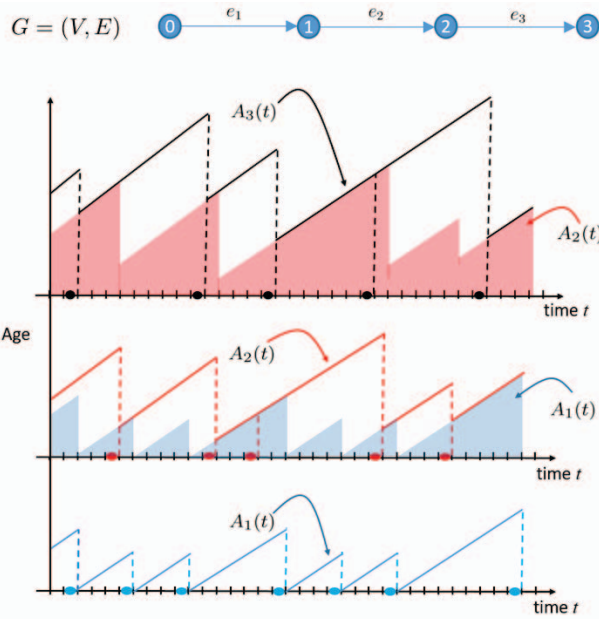 G = (V, E)
0 e₁ 1 e₂ 2 e₃ 3
A₃(t)
A₂(t)
time t
Age
A₂(t)
A₁(t)
time t
A₁(t)
time t